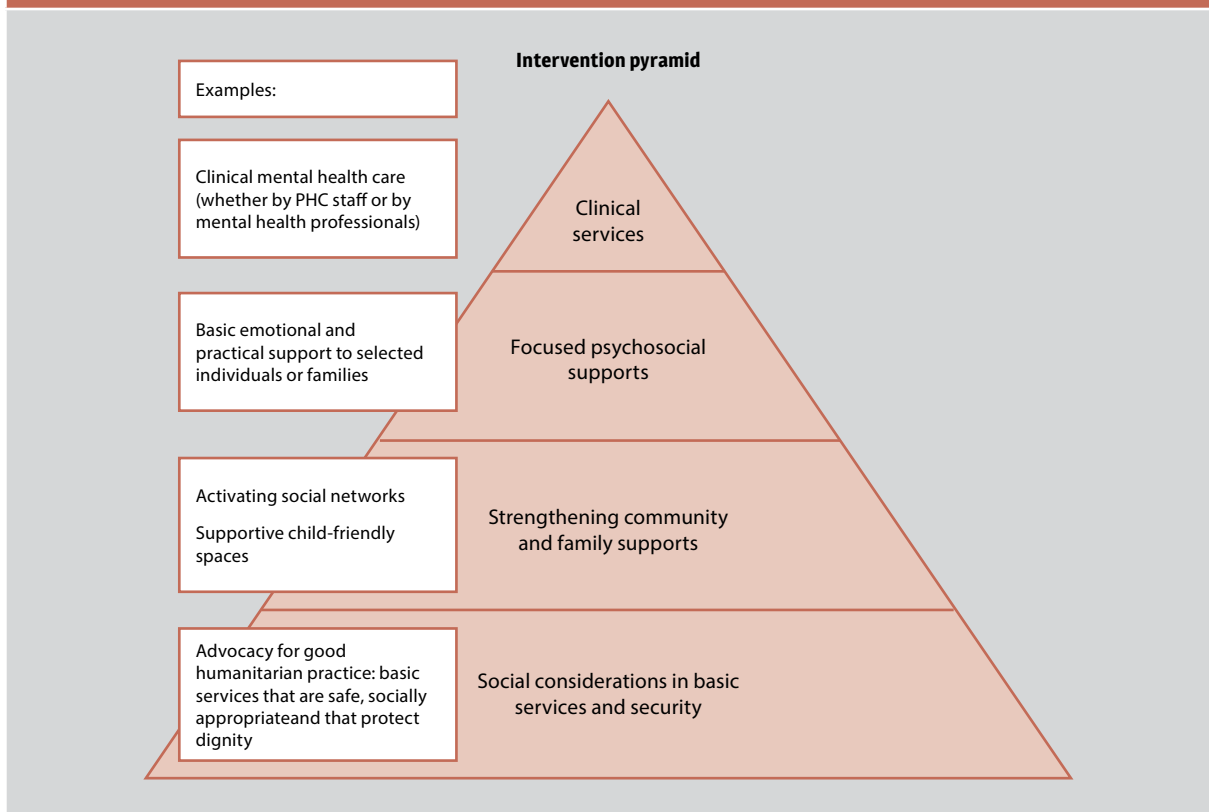 Intervention pyramid
Examples:
Clinical mental health care
(whether by PHC staff or by
mental health professionals)
Clinical
services
Basic emotional and
practical support to selected
individuals or families
Focused psychosocial
supports
Activating social networks
Supportive child-friendly
spaces
Strengthening community
and family supports
Advocacy for good
humanitarian practice: basic
services that are safe, socially
appropriateand that protect
dignity
Social considerations in basic
services and security